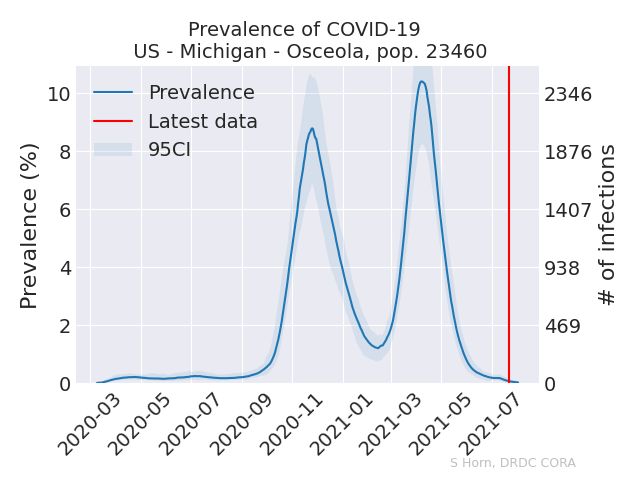 Prevalence of COVID-19
US - Michigan - Osceola, pop. 23460
Prevalence
Latest data
95CI
Prevalence (%)
10
8
6
4
2
0
2346
1876
1407
938
469
0
# of infections
2020-03
2020-05
2020-07
2020-09
2020-11
2021-01
2021-03
2021-05
2021-07
S Horn, DRDC CORA